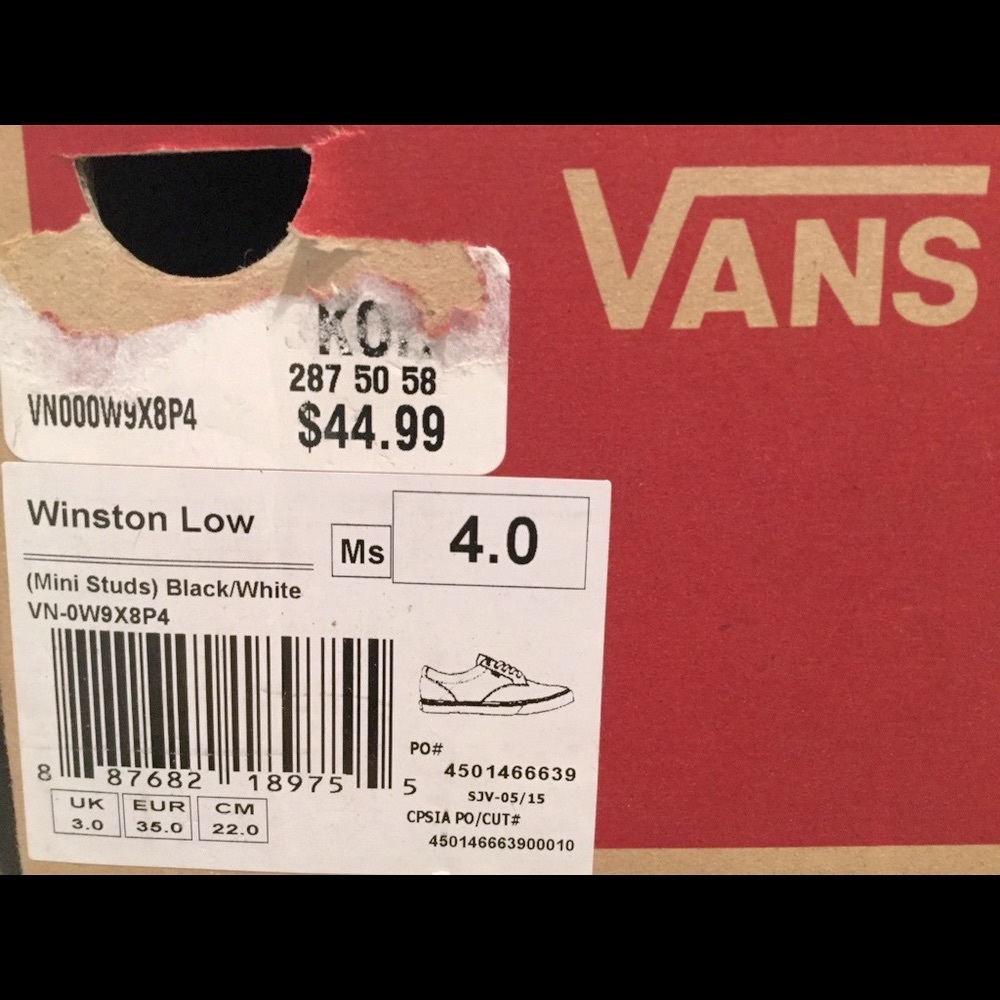 VANS
287 50 58
VN000W9X8P4
$44.99
Winston Low
Ms
4.0
(Mini Studs) Black/White
VN-0W9X8P4
8 87682 18975 5
PO#
4501466639
SJV-05/15
CPSIA PO/CUT#
450146663900010
UK EUR CM
3.0 35.0 22.0